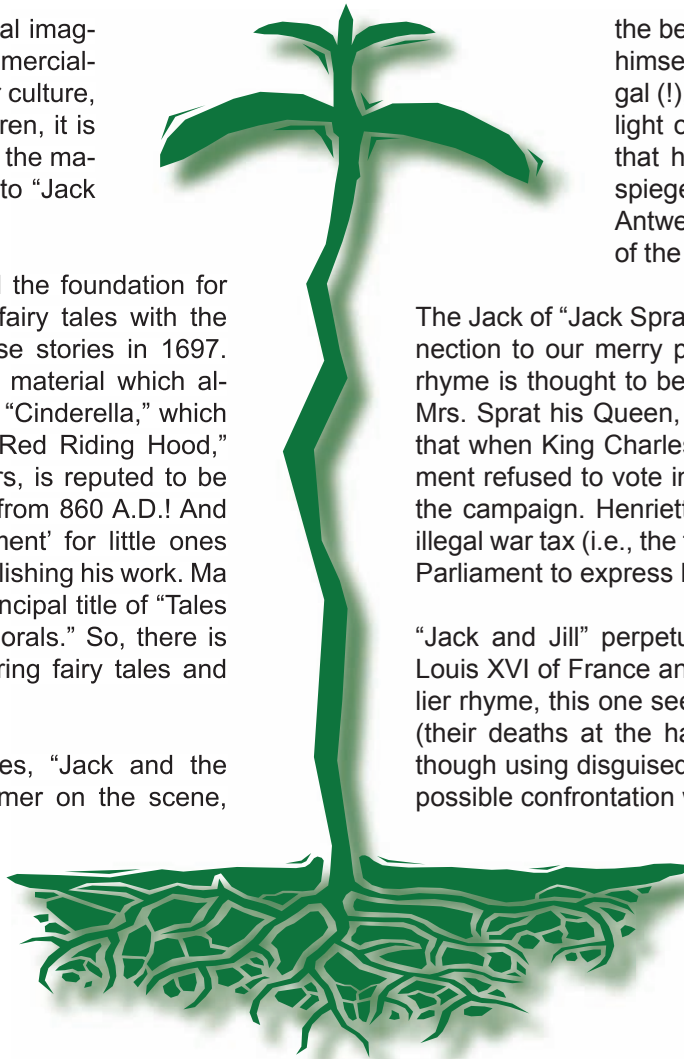 al imag-
mercial-
culture,
ren, it is
the ma-
to “Jack
the foundation for
fairy tales with the
se stories in 1697.
material which al-
“Cinderella,” which
Red Riding Hood,”
rs, is reputed to be
from 860 A.D.! And
ment’ for little ones
lishing his work. Ma
ncipal title of “Tales
orals.” So, there is
ring fairy tales and
es, “Jack and the
mer on the scene,
the be
himse
gal (!)
light o
that h
spiege
Antwe
of the
The Jack of “Jack Spra
nection to our merry p
rhyme is thought to be
Mrs. Sprat his Queen,
that when King Charles
ment refused to vote in
the campaign. Henriett
illegal war tax (i.e., the
Parliament to express
“Jack and Jill” perpetu
Louis XVI of France an
lier rhyme, this one see
(their deaths at the ha
though using disguised
possible confrontation